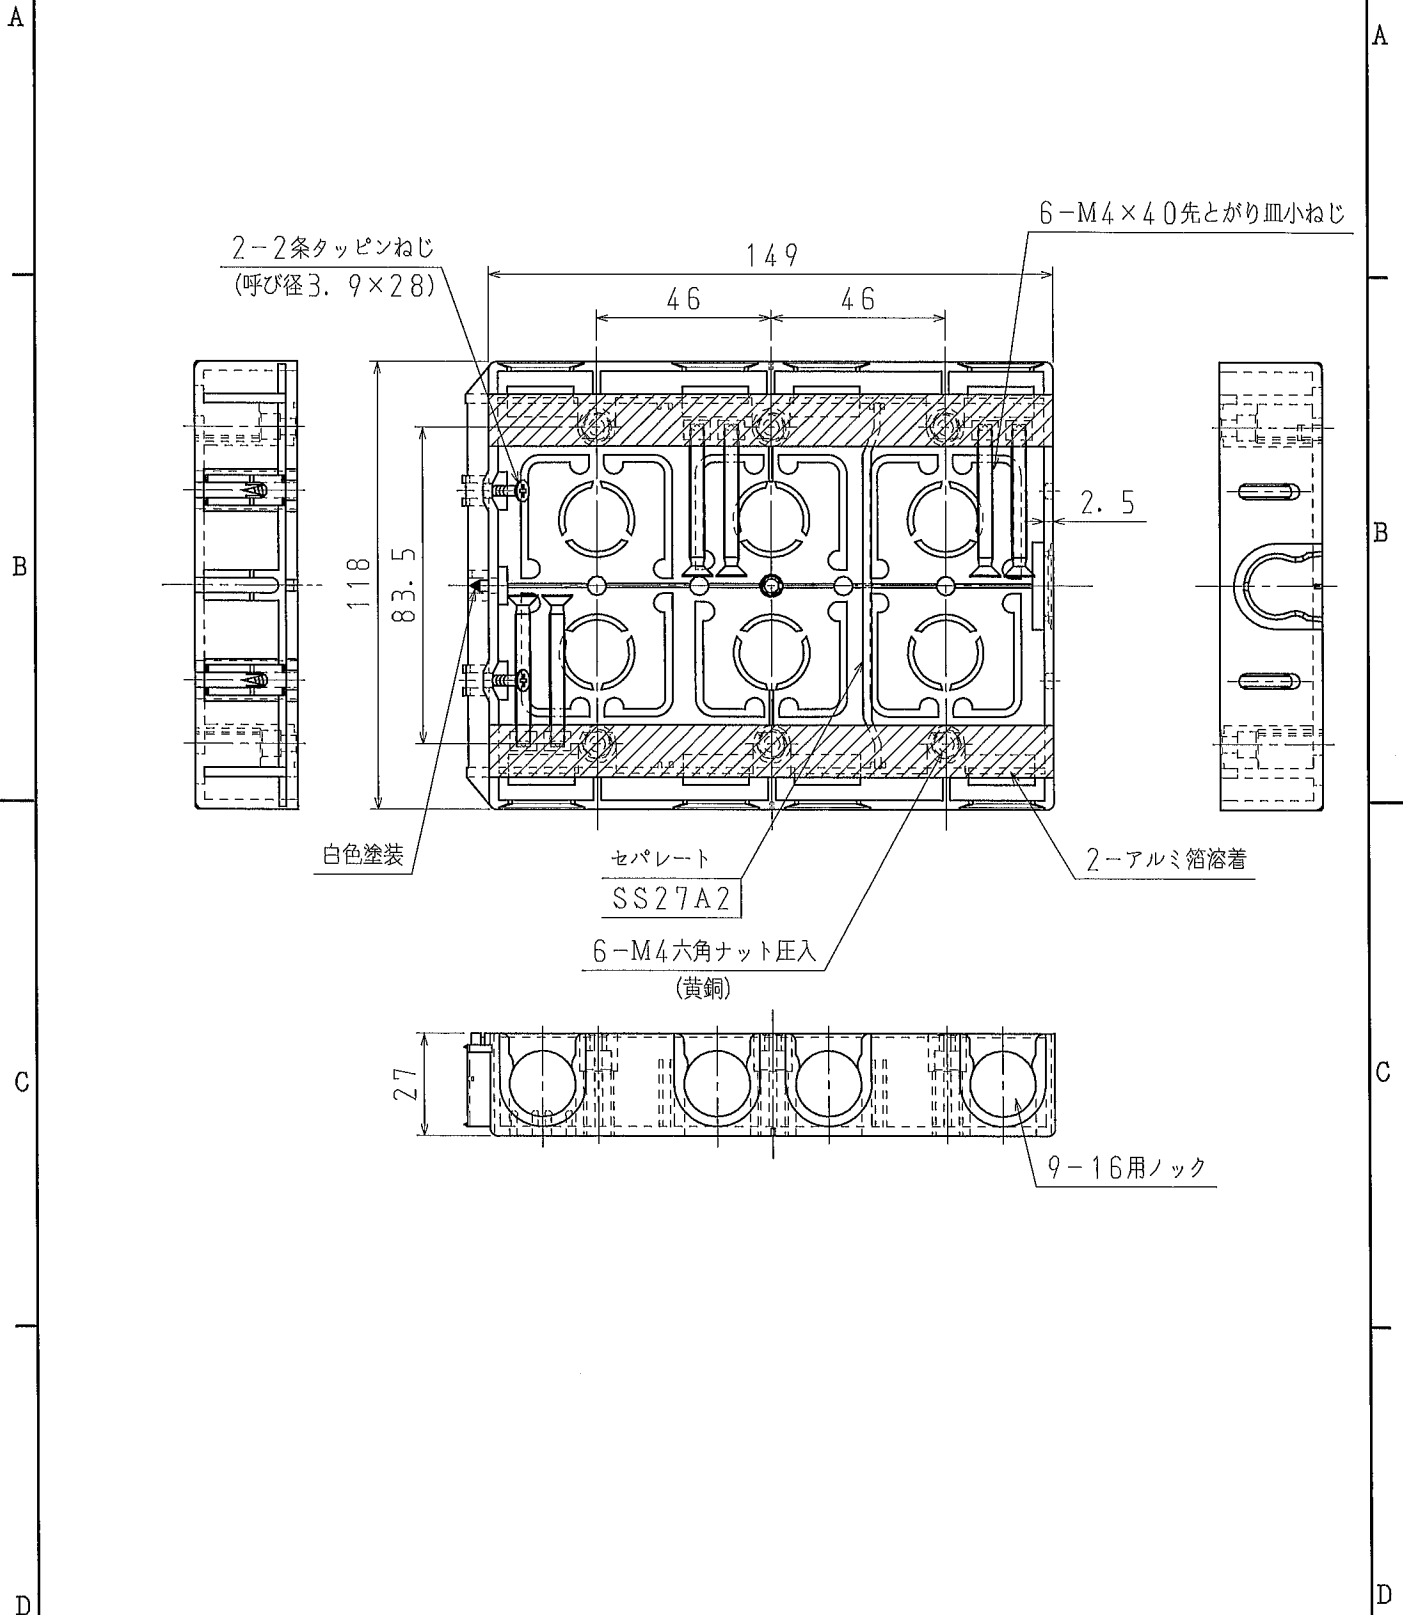 A
A
6-M4×40先とがり皿小ねじ
2-2条タッピンねじ
(呼び径3.9×28)
149
46
46
2.5
B
B
118
83.5
白色塗装
セパレート
SS27A2
2-アルミ箔溶着
6-M4六角ナット圧入
(黄銅)
27
C
C
9-16用ノック
D
D